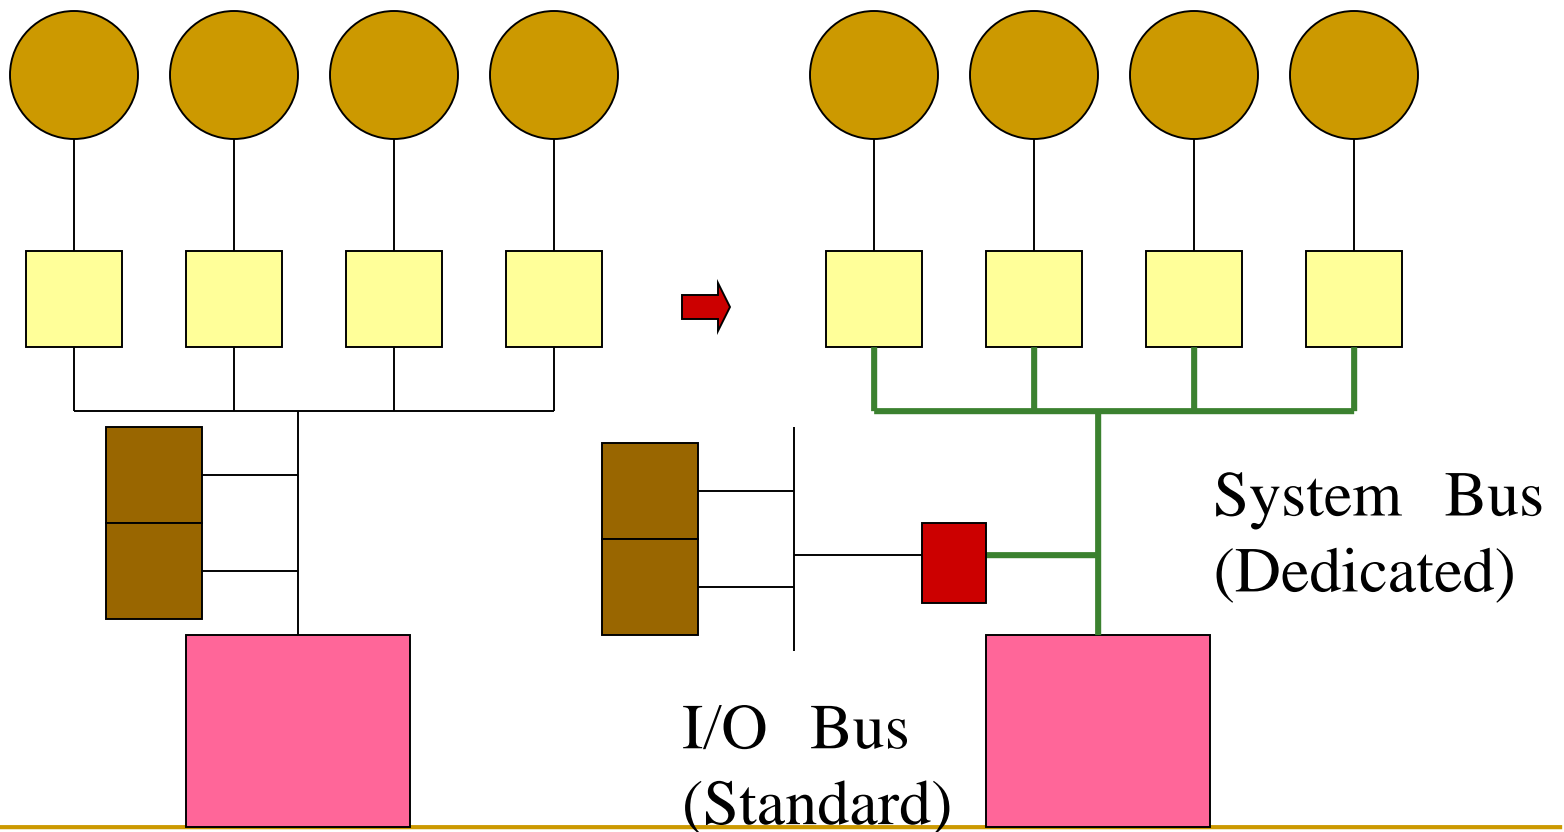 System Bus
(Dedicated)
I/O Bus
(Standard)